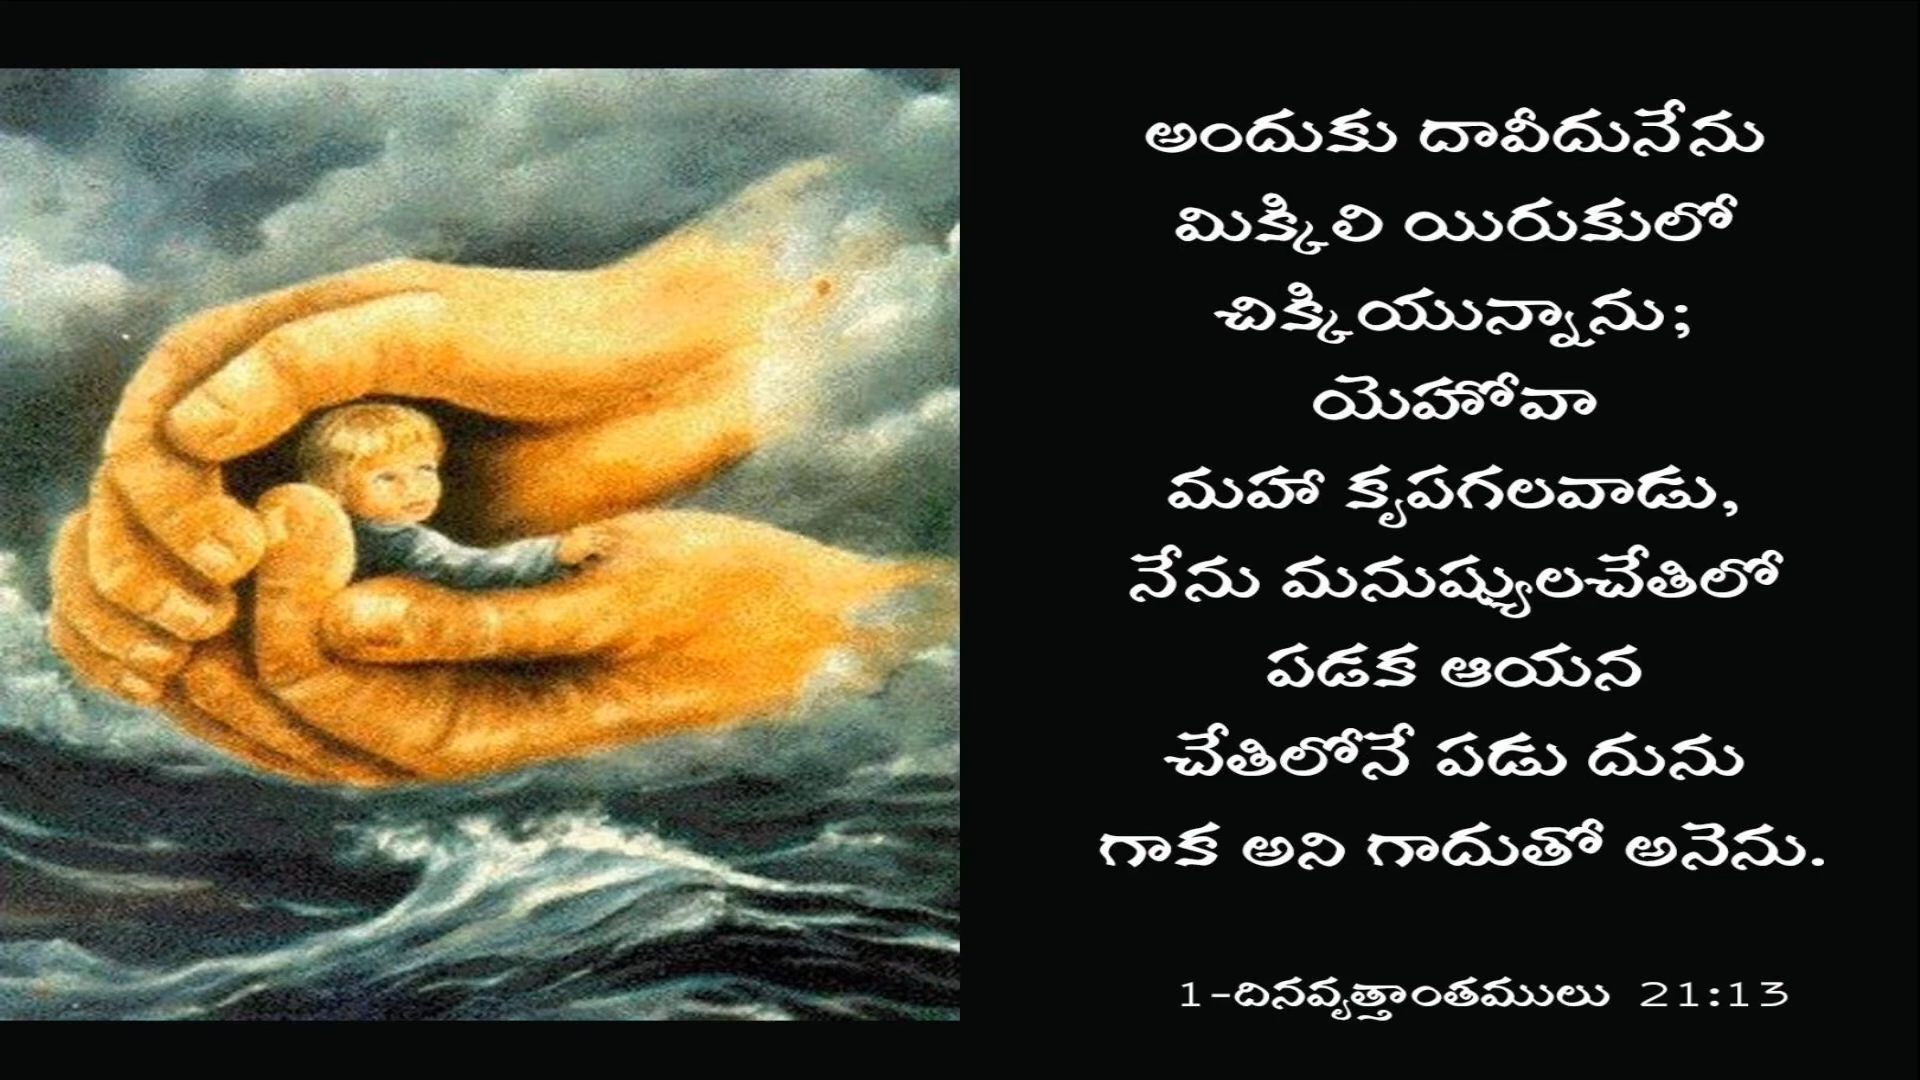 అందుకు దావీదునేను
మిక్కిలి యిరుకులో
చిక్కియున్నాను;
యెహోవా
మహా కృపగలవాడు,
నేను మనుష్యులచేతిలో
పడక ఆయన
చేతిలోనే పడు దును
గాక అని గాదుతో అనెను.
1-దినవృత్తాంతములు 21:13